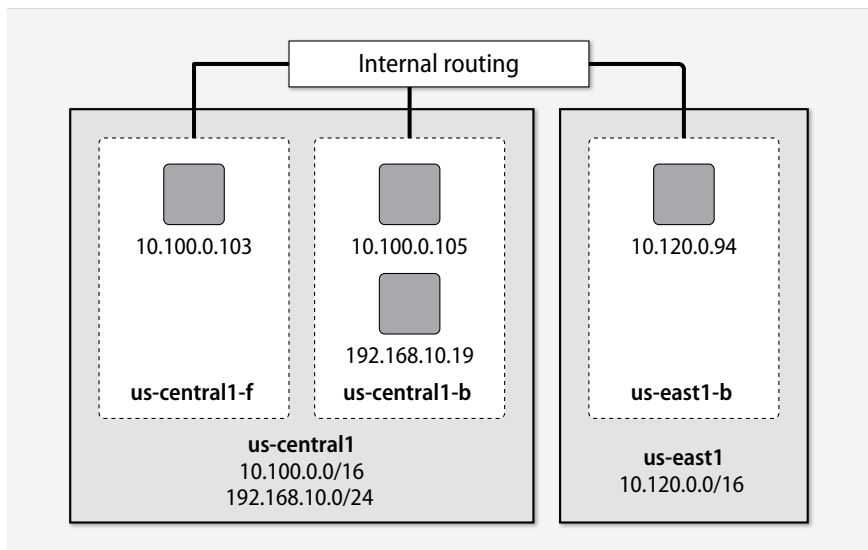 Internal routing
10.100.0.103
10.100.0.105
192.168.10.19
us-central1-f
us-central1-b
us-central1
10.100.0.0/16
192.168.10.0/24
10.120.0.94
us-east1-b
us-east1
10.120.0.0/16